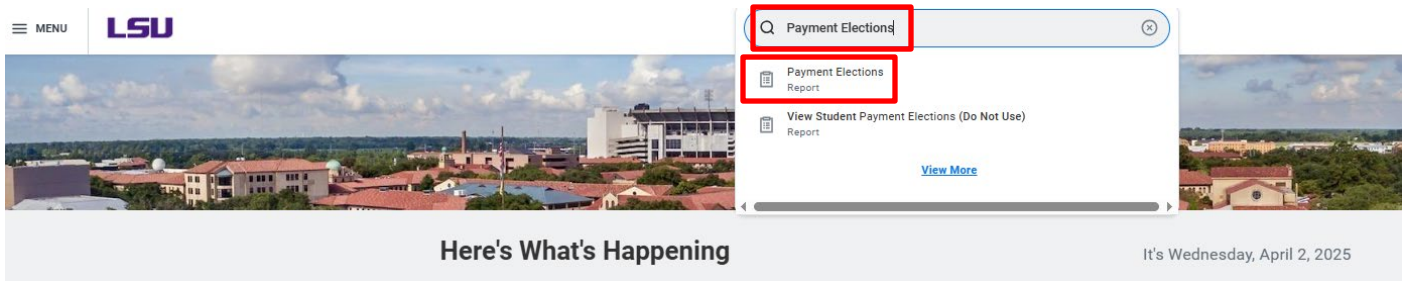 MENU
LSU
Payment Elections
Payment Elections
Report
View Student Payment Elections (Do Not Use)
Report
View More
Here's What's Happening
It's Wednesday, April 2, 2025